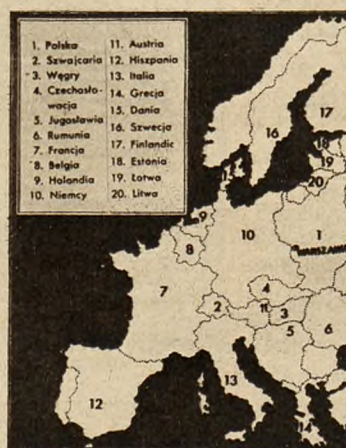 1. Polska
2. Szwajcaria
3. Węgry
4. Czechosło-
wacja
5. Jugosławia
6. Rumunia
7. Francja
8. Belgia
9. Holandia
10. Niemcy
11. Austria
12. Hiszpania
13. Italia
14. Grecja
15. Dania
16. Szwecja
17. Finlandic
18. Estonia
19. Łotwa
20. Litwa
16
17
18
19
20
9
10
1
WARSZAWA
8
4
7
2
11
3
5
6
13
12
14